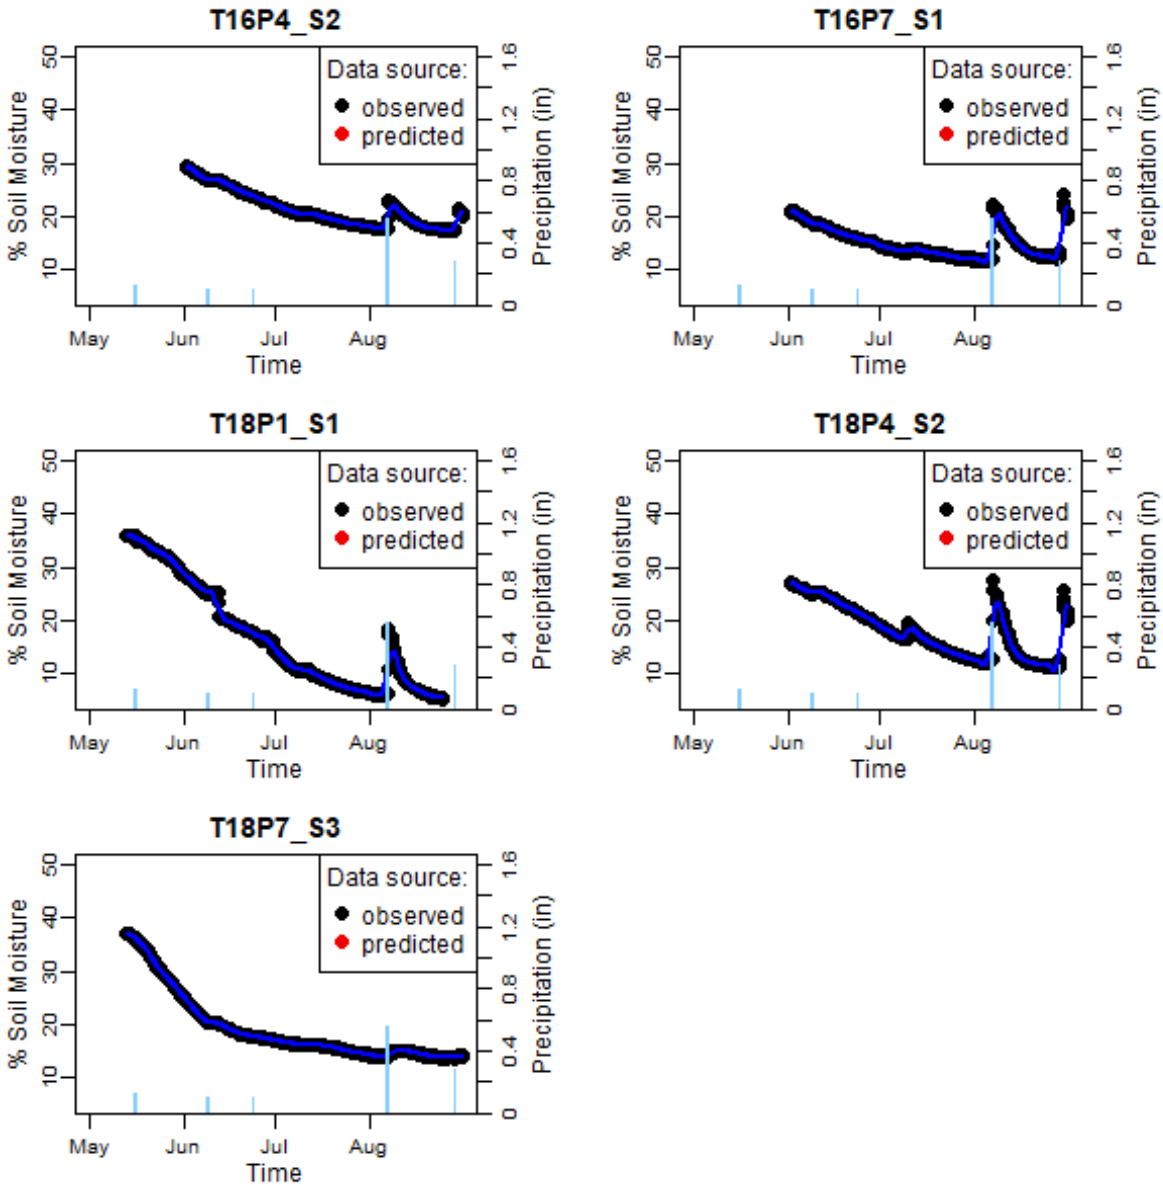 T16P4_S2
% Soil Moisture
50
40
30
20
10
Data source:
observed
predicted
1.6
1.2
0.8
0.4
0
Precipitation (in)
May Jun Jul Aug
Time
T16P7_S1
% Soil Moisture
50
40
30
20
10
Data source:
observed
predicted
1.6
1.2
0.8
0.4
0
Precipitation (in)
May Jun Jul Aug
Time
T18P1_S1
% Soil Moisture
50
40
30
20
10
Data source:
observed
predicted
1.6
1.2
0.8
0.4
0
Precipitation (in)
May Jun Jul Aug
Time
T18P4_S2
% Soil Moisture
50
40
30
20
10
Data source:
observed
predicted
1.6
1.2
0.8
0.4
0
Precipitation (in)
May Jun Jul Aug
Time
T18P7_S3
% Soil Moisture
50
40
30
20
10
Data source:
observed
predicted
1.6
1.2
0.8
0.4
0
Precipitation (in)
May Jun Jul Aug
Time